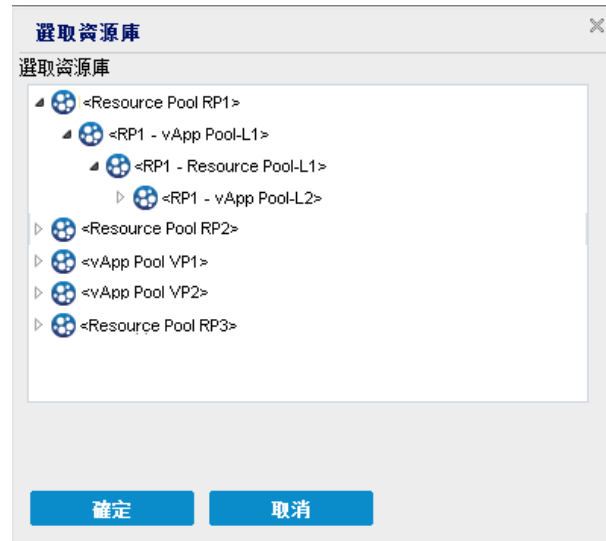 選取資源庫
選取資源庫
<Resource Pool RP1>
<RP1 - vApp Pool-L1>
<RP1 - Resource Pool-L1>
<RP1 - vApp Pool-L2>
<Resource Pool RP2>
<vApp Pool VP1>
<vApp Pool VP2>
<Resource Pool RP3>
確定 取消